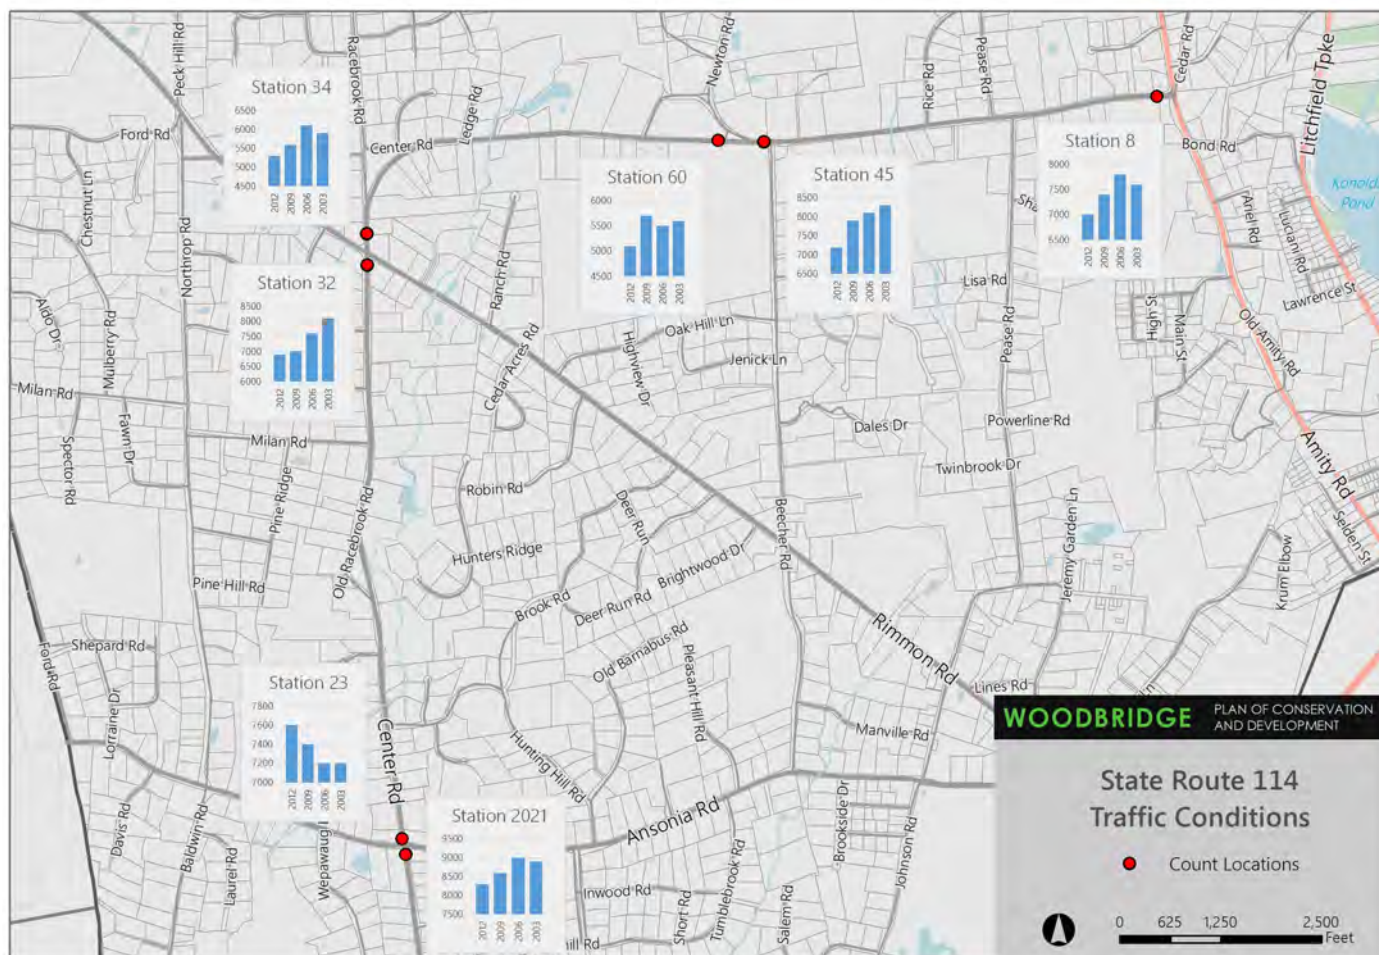 Peck Hill Rd
Racebrook Rd
Newton Rd
Rice Rd
Pease Rd
Cedar Rd
Litchfield Tpke
Station 34
6500
6000
5500
5000
4500
2012
2009
2006
2003
Ford Rd
Center Rd
Ledge Rd
Station 60
6000
5500
5000
4500
2012
2009
2006
2003
Station 45
8500
8000
7500
7000
6500
2012
2009
2006
2003
Station 8
8000
7500
7000
6500
2012
2009
2006
2003
Bond Rd
Konolds
Pond
Chestnut Ln
Northrop Rd
Ariel Rd
Luciani Rd
Lawrence St
Station 32
8500
8000
7500
7000
6500
6000
2012
2009
2006
2003
Ranch Rd
Lisa Rd
Aldo Dr
Mulberry Rd
Cedar Acres Rd
Oak Hill Ln
Highview Dr
Jenick Ln
Pease Rd
High St
Main St
Old Amity Rd
Milan Rd
Spector Rd
Fawn Dr
Milan Rd
Pine Ridge
Dales Dr
Powerline Rd
Twinbrook Dr
Amity Rd
Selden St
Robin Rd
Deer Run
Beecher Rd
Old Racebrook Rd
Hunters Ridge
Brightwood Dr
Jeremy Garden Ln
Krum Elbow
Pine Hill Rd
Brook Rd
Deer Run Rd
Rimmon Rd
Shepard Rd
Ford Rd
Old Barnabus Rd
Pleasant Hill Rd
Lines Rd
Lorraine Dr
Station 23
7800
7600
7400
7200
7000
2012
2009
2006
2003
Center Rd
Hunting Hill Rd
Manville Rd
Davis Rd
Baldwin Rd
Laurel Rd
Wepawaug
Station 2021
9500
9000
8500
8000
7500
2012
2009
2006
2003
Ansonia Rd
Brookside Dr
Johnson Rd
Inwood Rd
Short Rd
Tumblebrook Rd
Salem Rd
hill Rd
WOODBRIDGE
PLAN OF CONSERVATION
AND DEVELOPMENT
State Route 114
Traffic Conditions
Count Locations
0 625 1,250 2,500
Feet